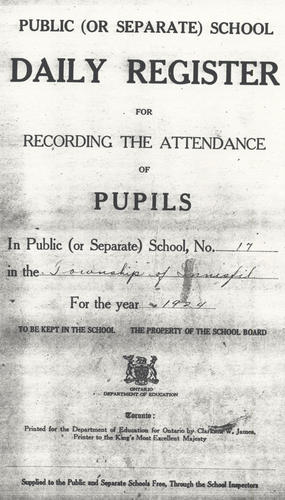 PUBLIC (OR SEPARATE) SCHOOL
DAILY REGISTER
FOR
RECORDING THE ATTENDANCE
OF
PUPILS
In Public (or Separate) School, No. 17
in the Township of Innisfil
For the year 1924
TO BE KEPT IN THE SCHOOL THE PROPERTY OF THE SCHOOL BOARD
ONTARIO
DEPARTMENT OF EDUCATION
Toronto:
Printed for the Department of Education for Ontario by Clarkson W. James,
Printer to the King's Most Excellent Majesty
Supplied to the Public and Separate Schools Free, Through the School Inspectors